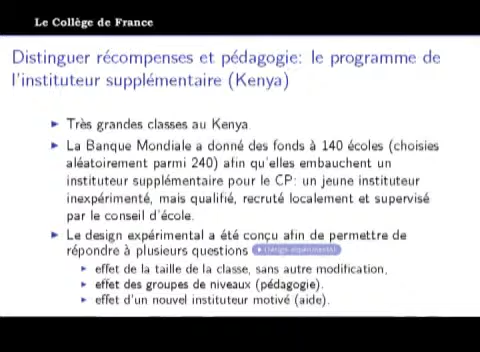 Le Collège de France
Distinguer récompenses et pédagogie: le programme de
l'instituteur supplémentaire (Kenya)
Très grandes classes au Kenya.
La Banque Mondiale a donné des fonds à 140 écoles (choisies
aléatoirement parmi 240) afin qu'elles embauchent un
instituteur supplémentaire pour le CP: un jeune instituteur
inexpérimenté, mais qualifié, recruté localement et supervisé
par le conseil d'école.
Le design expérimental a été conçu afin de permettre de
répondre à plusieurs questions
effet de la taille de la classe, sans autre modification,
effet des groupes de niveaux (pédagogie).
effet d'un nouvel instituteur motivé (aide).